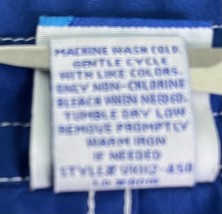 MACHINE WASH COLD.
GENTLE CYCLE
WITH LIKE COLORS.
ONLY NON-CHLORINE
BLEACH WHEN NEEDED.
TUMBLE DRY LOW
REMOVE PROMPTLY
WARM IRON
IF NEEDED
STYLE#